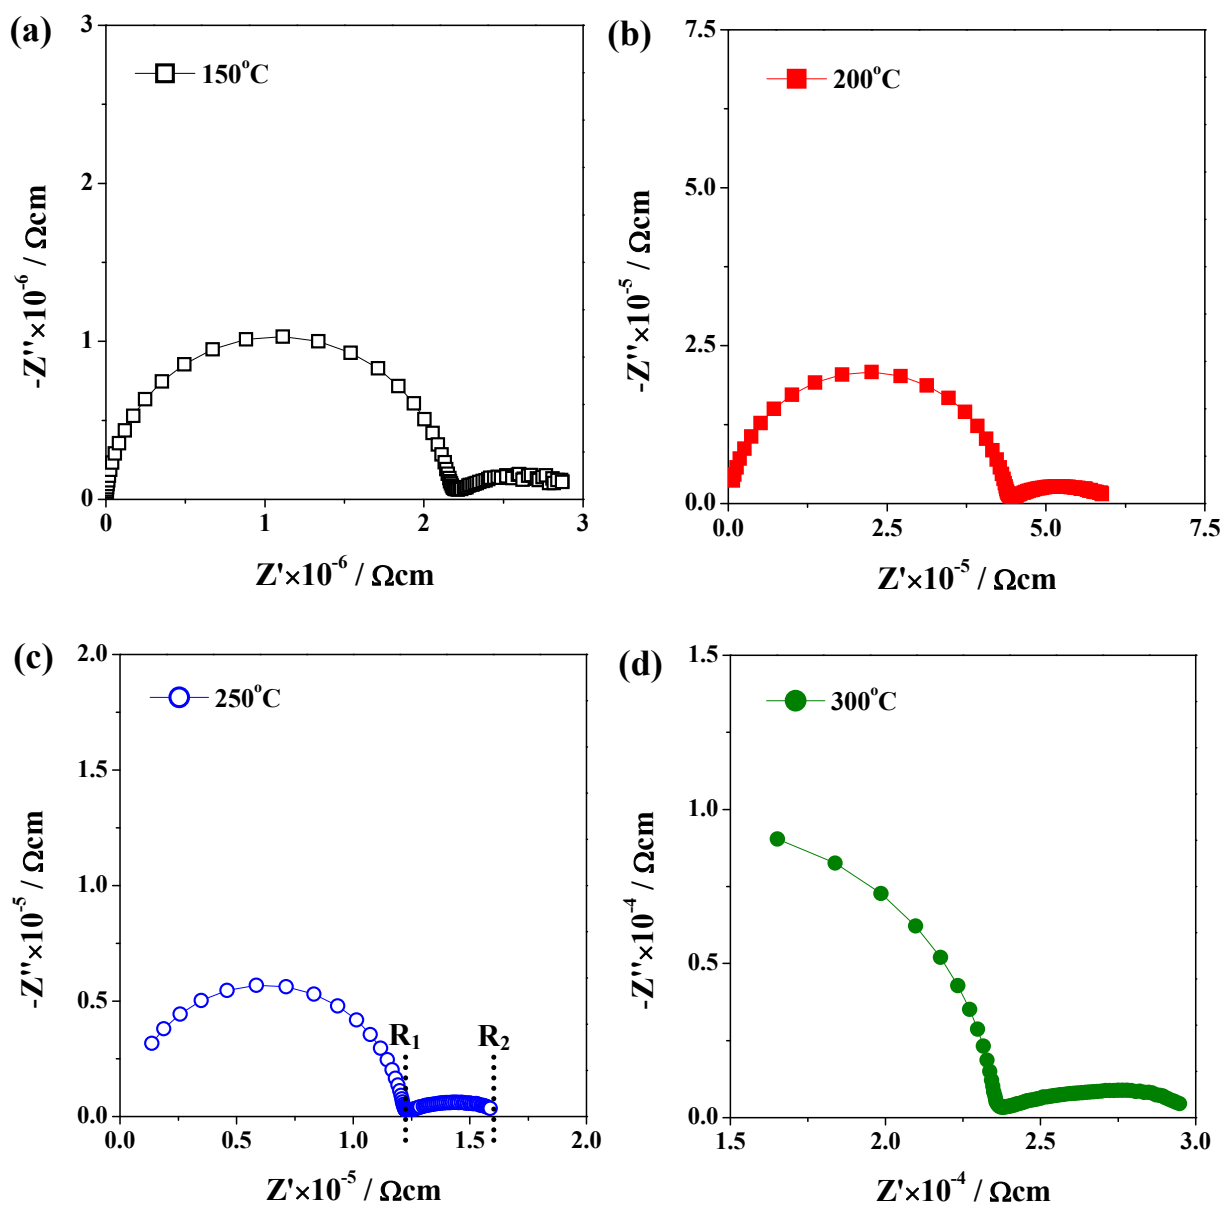 (a)
3
2
1
0
150°C
-Z''×10⁻⁶ / Ωcm
0 1 2 3
Z'×10⁻⁶ / Ωcm
(b)
7.5
5.0
2.5
0.0
200°C
-Z''×10⁻⁵ / Ωcm
0.0 2.5 5.0 7.5
Z'×10⁻⁵ / Ωcm
(c)
2.0
1.5
1.0
0.5
0.0
250°C
R₁ R₂
-Z''×10⁻⁵ / Ωcm
0.0 0.5 1.0 1.5 2.0
Z'×10⁻⁵ / Ωcm
(d)
1.5
1.0
0.5
0.0
300°C
-Z''×10⁻⁴ / Ωcm
1.5 2.0 2.5 3.0
Z'×10⁻⁴ / Ωcm